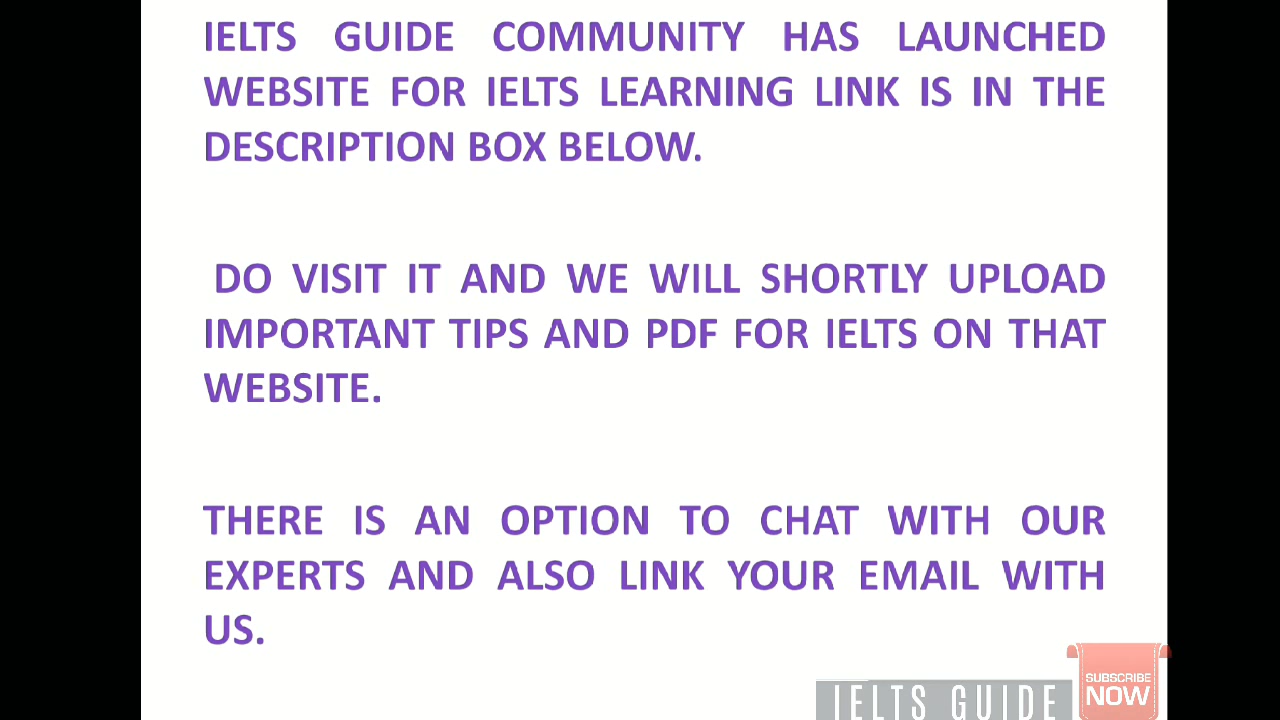 IELTS GUIDE COMMUNITY HAS LAUNCHED
WEBSITE FOR IELTS LEARNING LINK IS IN THE
DESCRIPTION BOX BELOW.
DO VISIT IT AND WE WILL SHORTLY UPLOAD
IMPORTANT TIPS AND PDF FOR IELTS ON THAT
WEBSITE.
THERE IS AN OPTION TO CHAT WITH OUR
EXPERTS AND ALSO LINK YOUR EMAIL WITH
US.
IELTS GUIDE
SUBSCRIBE
NOW